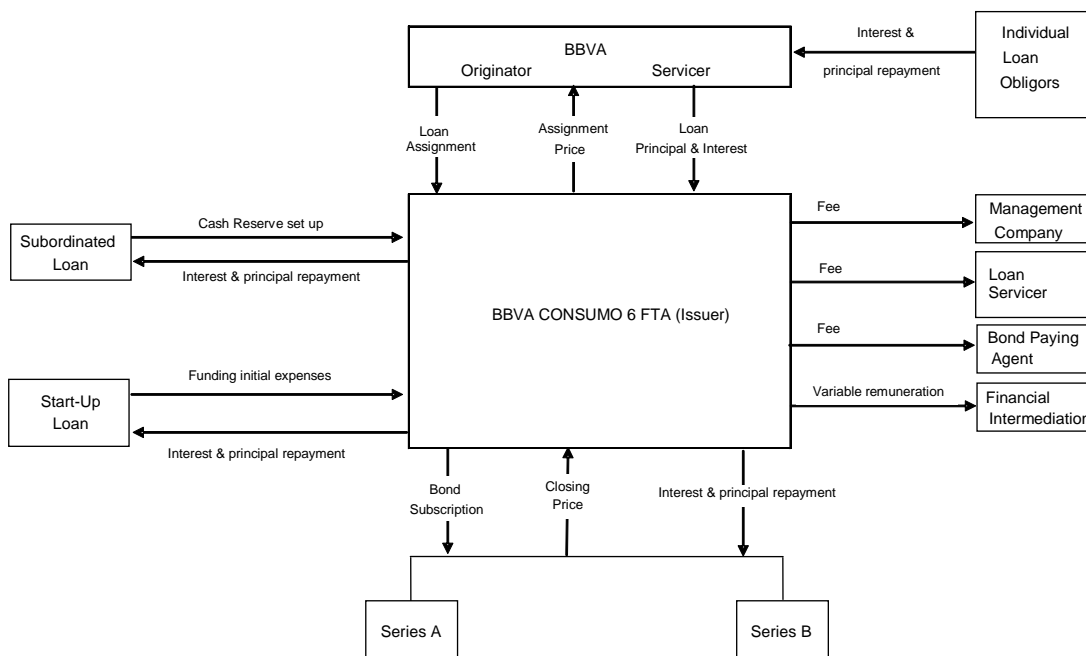 BBVA
Originator Servicer
Interest &
principal repayment
Individual
Loan
Obligors
Loan
Assignment
Assignment
Price
Loan
Principal & Interest
Subordinated
Loan
Cash Reserve set up
Interest & principal repayment
Start-Up
Loan
Funding initial expenses
Interest & principal repayment
BBVA CONSUMO 6 FTA (Issuer)
Fee
Management
Company
Fee
Loan
Servicer
Fee
Bond Paying
Agent
Variable remuneration
Financial
Intermediation
Bond
Subscription
Closing
Price
Interest & principal repayment
Series A
Series B